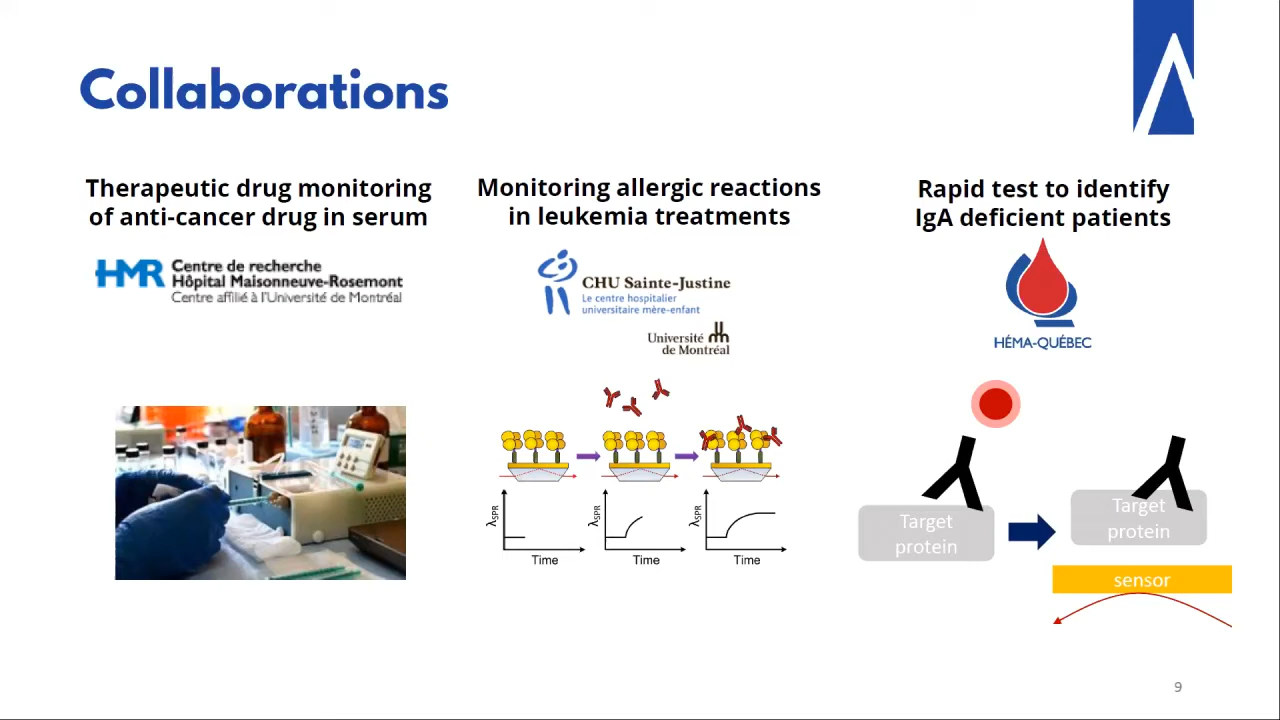 Collaborations
Therapeutic drug monitoring
of anti-cancer drug in serum
HMR Centre de recherche
Hôpital Maisonneuve-Rosemont
Centre affilié à l'Université de Montréal
Monitoring allergic reactions
in leukemia treatments
CHU Sainte-Justine
Le centre hospitalier
universitaire mère-enfant
Université
de Montréal
λSPR
Time
λSPR
Time
λSPR
Time
Rapid test to identify
IgA deficient patients
HÉMA-QUÉBEC
Target
protein
Target
protein
sensor
9